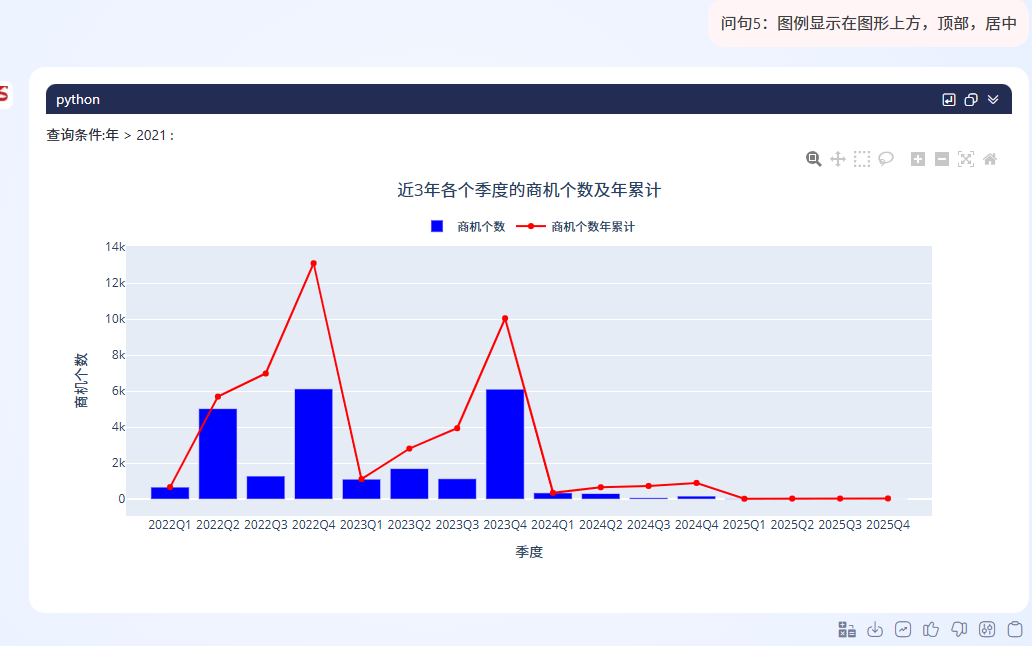 问句5：图例显示在图形上方，顶部，居中
S
python
查询条件:年 > 2021 :
近3年各个季度的商机个数及年累计
商机个数 商机个数年累计
14k
12k
10k
8k
6k
4k
2k
0
商机个数
2022Q1 2022Q2 2022Q3 2022Q4 2023Q1 2023Q2 2023Q3 2023Q4 2024Q1 2024Q2 2024Q3 2024Q4 2025Q1 2025Q2 2025Q3 2025Q4
季度